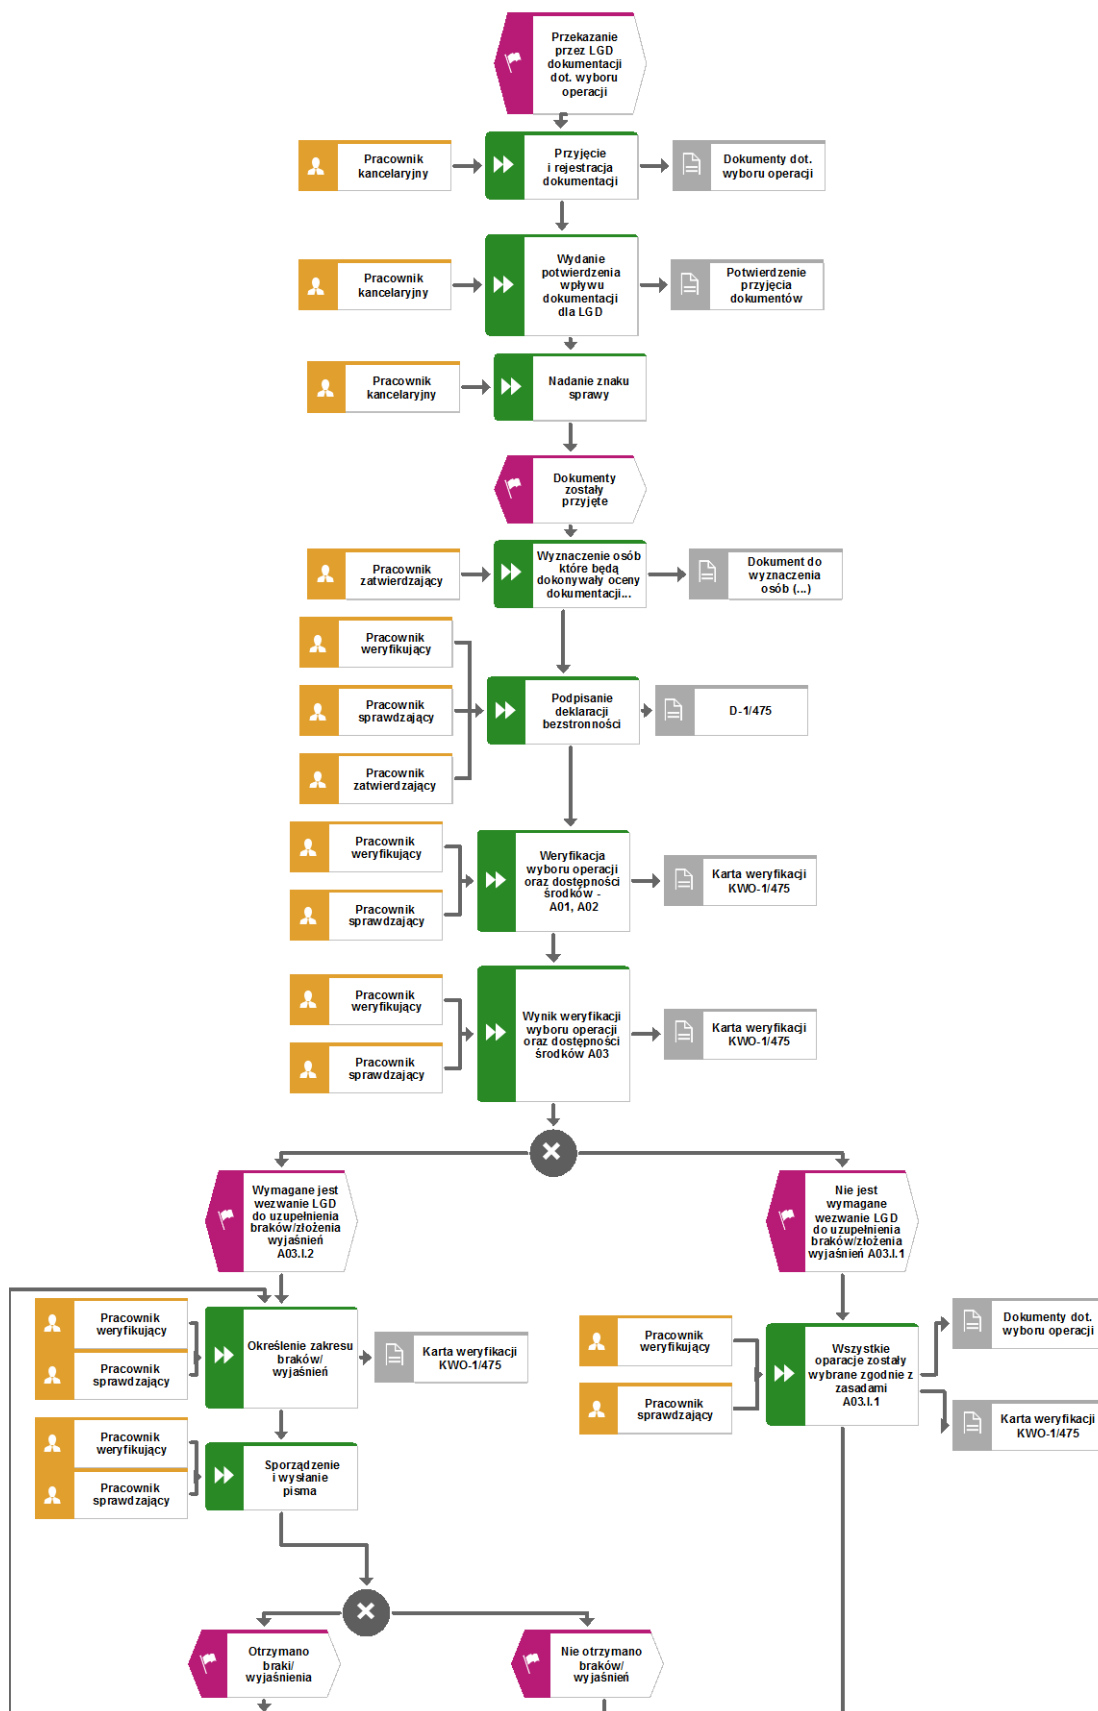 Przekazanie
przez LGD
dokumentacji
dot. wyboru
operacji
Pracownik
kancelaryjny
Przyjęcie
i rejestracja
dokumentacji
Dokumenty dot.
wyboru operacji
Pracownik
kancelaryjny
Wydanie
potwierdzenia
wpływu
dokumentacji
dla LGD
Potwierdzenie
przyjęcia
dokumentów
Pracownik
kancelaryjny
Nadanie znaku
sprawy
Dokumenty
zostały
przyjęte
Pracownik
zatwierdzający
Wyznaczenie osób
które będą
dokonywały oceny
dokumentacji...
Dokument do
wyznaczenia
osób (...)
Pracownik
weryfikujący
Pracownik
sprawdzający
Pracownik
zatwierdzający
Podpisanie
deklaracji
bezstronności
D-1/475
Pracownik
weryfikujący
Pracownik
sprawdzający
Weryfikacja
wyboru operacji
oraz dostępności
środków -
A01, A02
Karta weryfikacji
KWO-1/475
Pracownik
weryfikujący
Pracownik
sprawdzający
Wynik weryfikacji
wyboru operacji
oraz dostępności
środków A03
Karta weryfikacji
KWO-1/475
Wymagane jest
wezwanie LGD
do uzupełnienia
braków/złożenia
wyjaśnień
A03.I.2
Nie jest
wymagane
wezwanie LGD
do uzupełnienia
braków/złożenia
wyjaśnień A03.I.1
Pracownik
weryfikujący
Pracownik
sprawdzający
Określenie zakresu
braków/
wyjaśnień
Karta weryfikacji
KWO-1/475
Pracownik
weryfikujący
Pracownik
sprawdzający
Wszystkie
oparacje zostały
wybrane zgodnie z
zasadami
A03.I.1
Dokumenty dot.
wyboru operacji
Karta weryfikacji
KWO-1/475
Pracownik
weryfikujący
Pracownik
sprawdzający
Sporządzenie
i wysłanie
pisma
Otrzymano
braki/
wyjaśnienia
Nie otrzymano
braków/
wyjaśnień